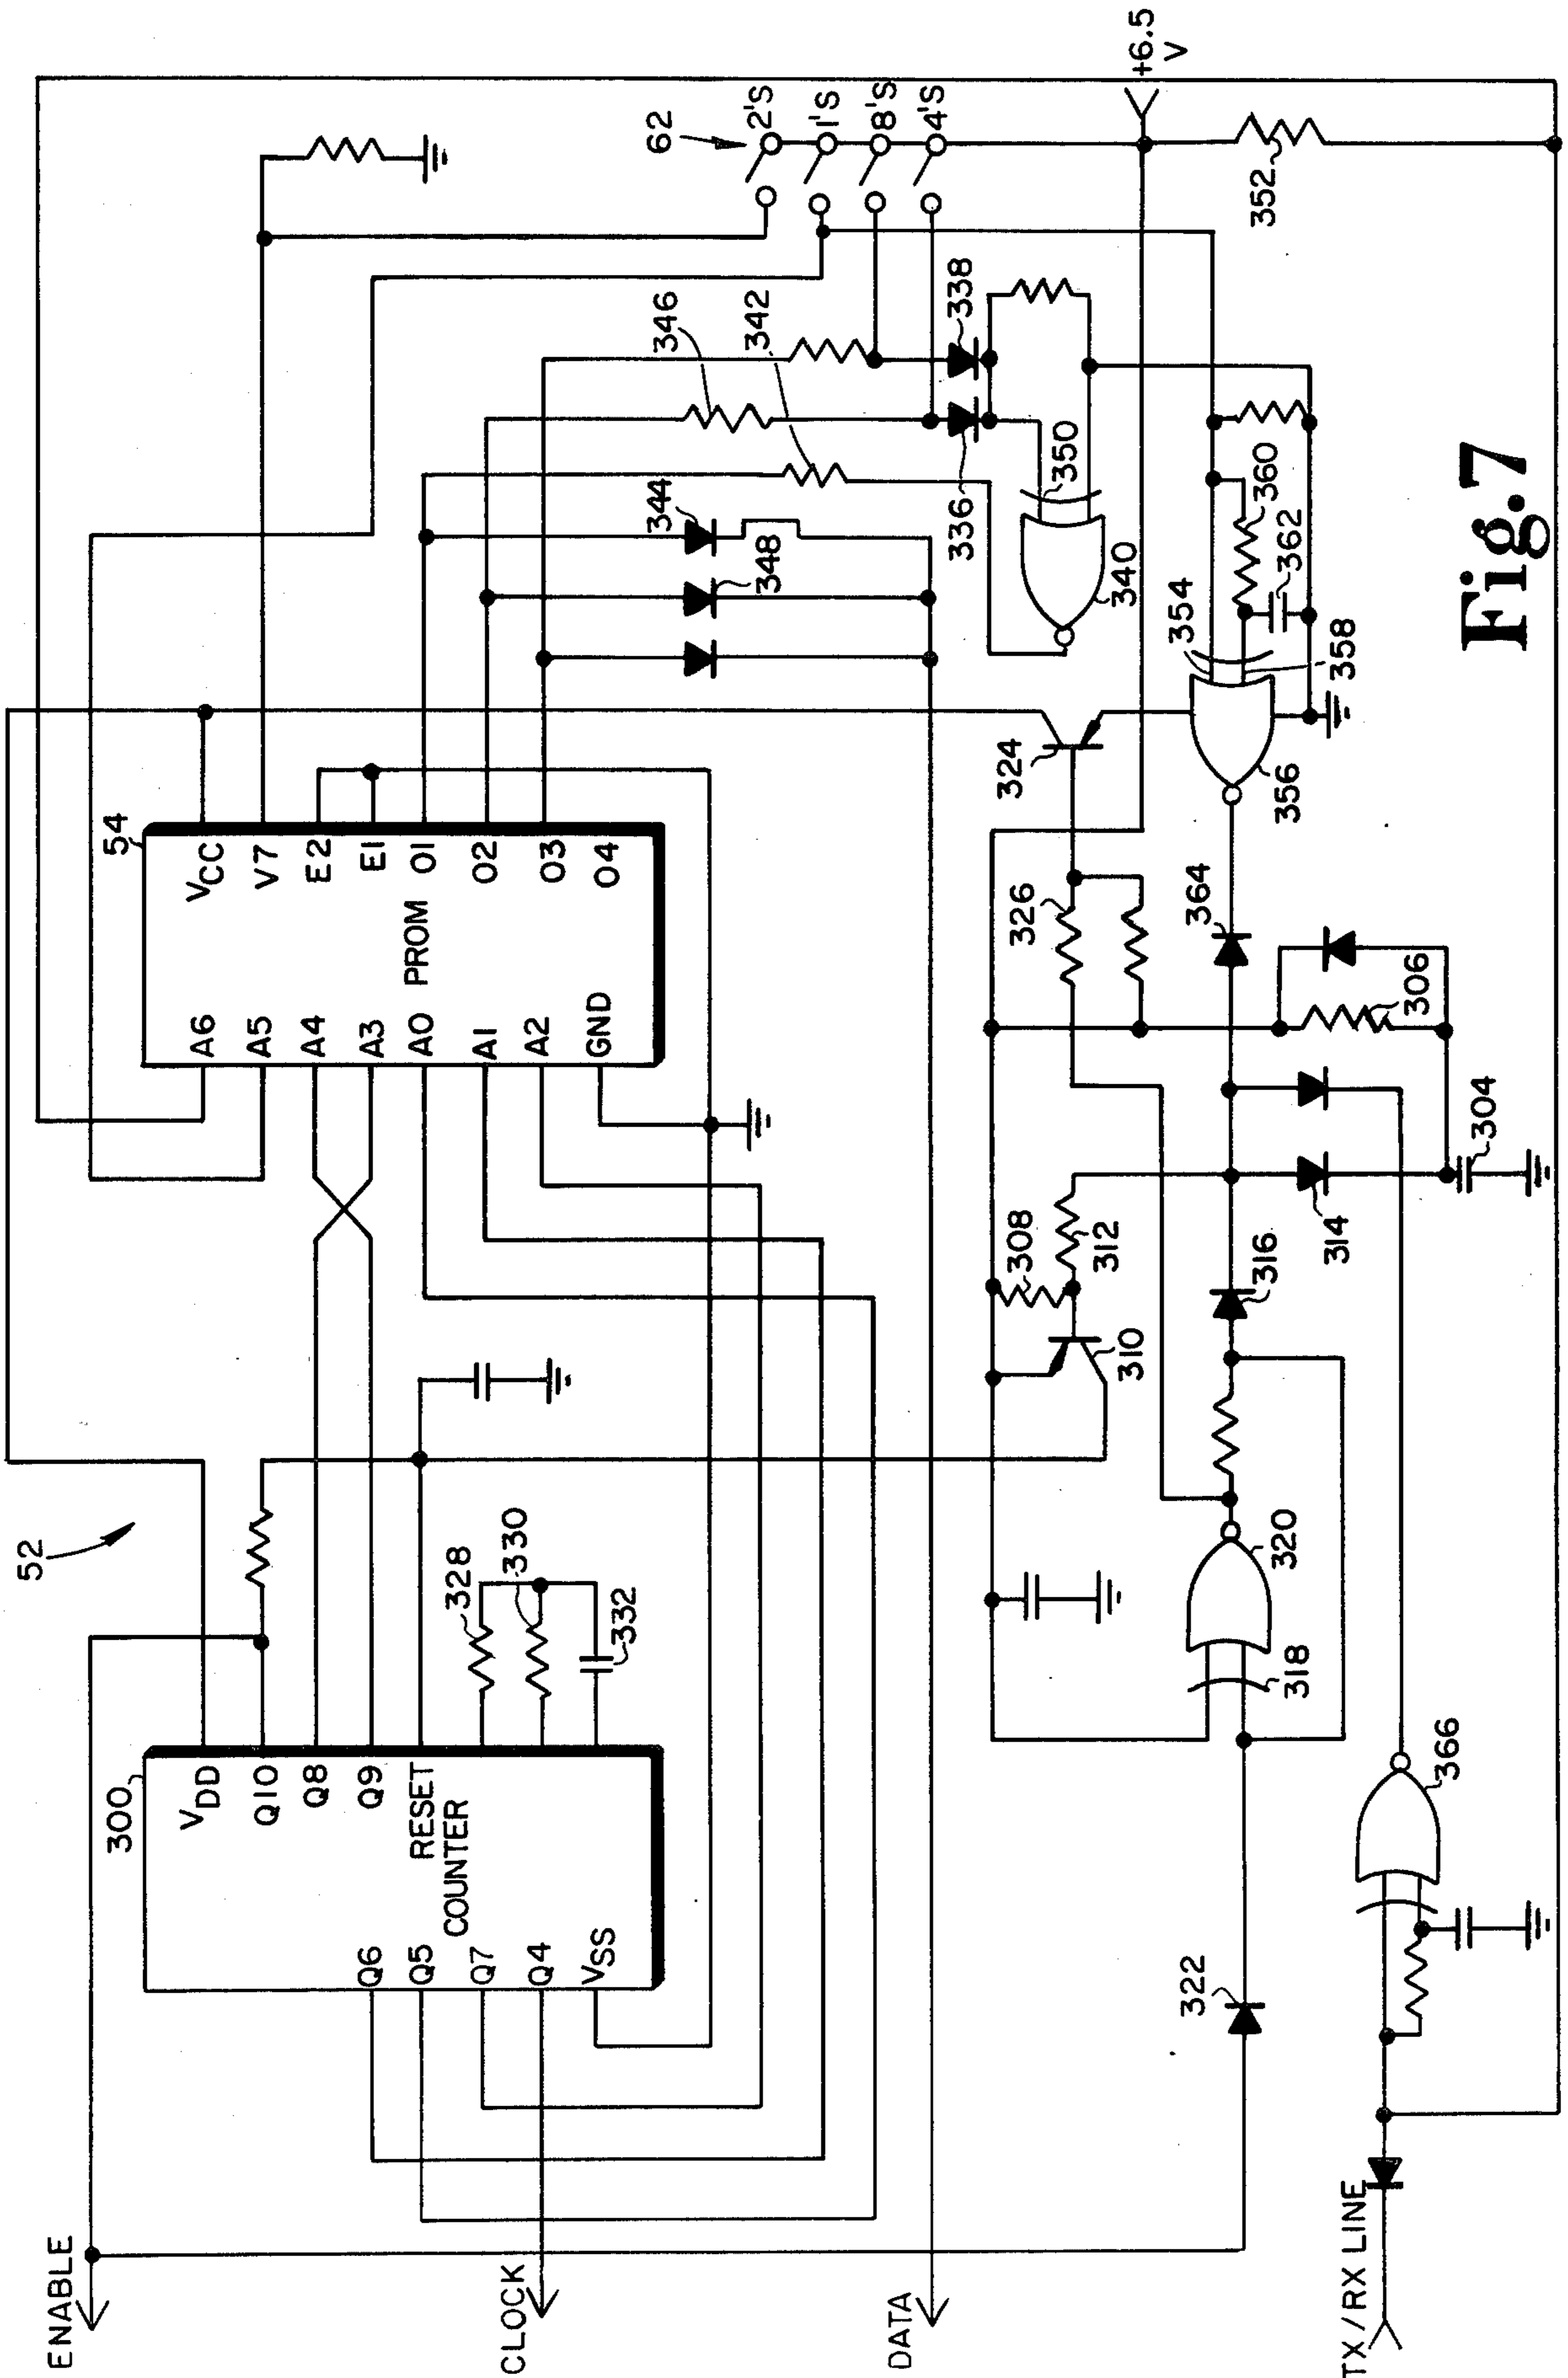 52
300
VDD
Q10
Q8
Q9
RESET
COUNTER
Q6
Q5
Q7
Q4
VSS
328
330
332
54
VCC
V7
E2
E1
O1
O2
O3
O4
PROM
A6
A5
A4
A3
A0
A1
A2
GND
62
2'S
1'S
8'S
4'S
+6.5
V
352
346
342
344
348
338
336
350
340
354
360
362
358
356
324
326
364
306
304
308
312
310
314
316
320
318
322
366
ENABLE
CLOCK
DATA
TX/RX LINE
Fig.7